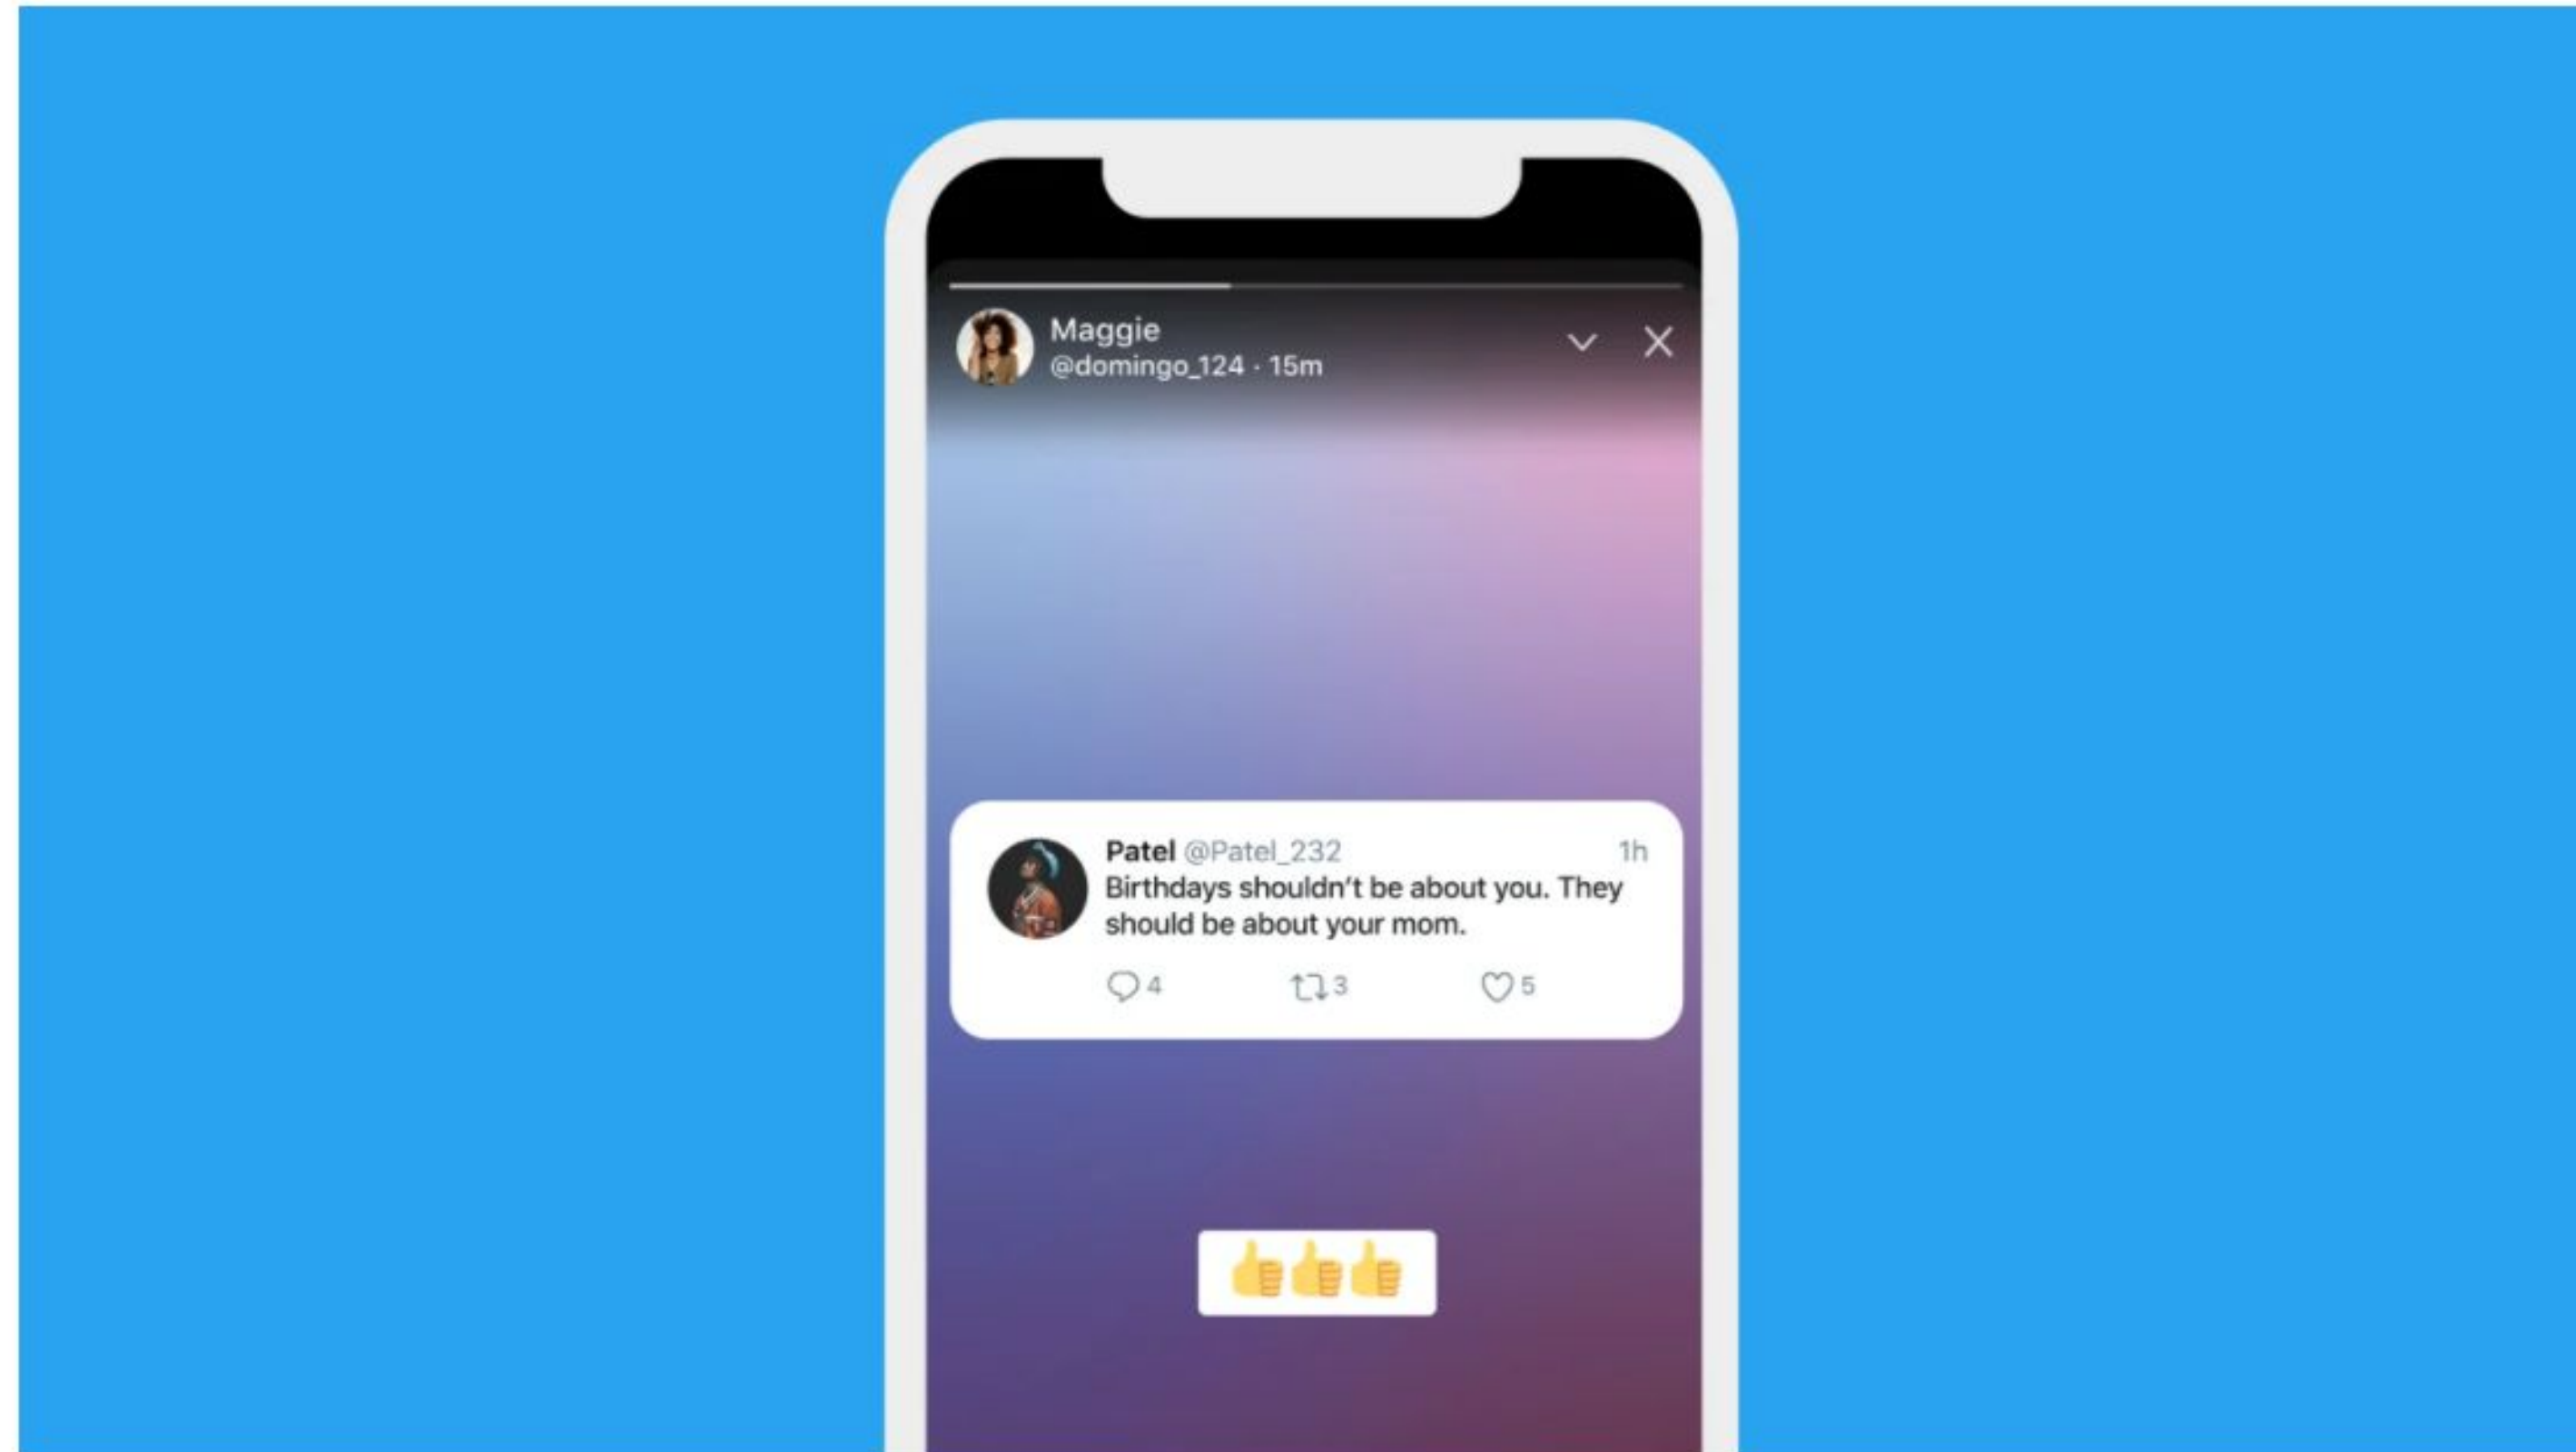 Maggie
@domingo_124 · 15m
Patel @Patel_232 1h
Birthdays shouldn't be about you. They
should be about your mom.
4 3 5
👍👍👍